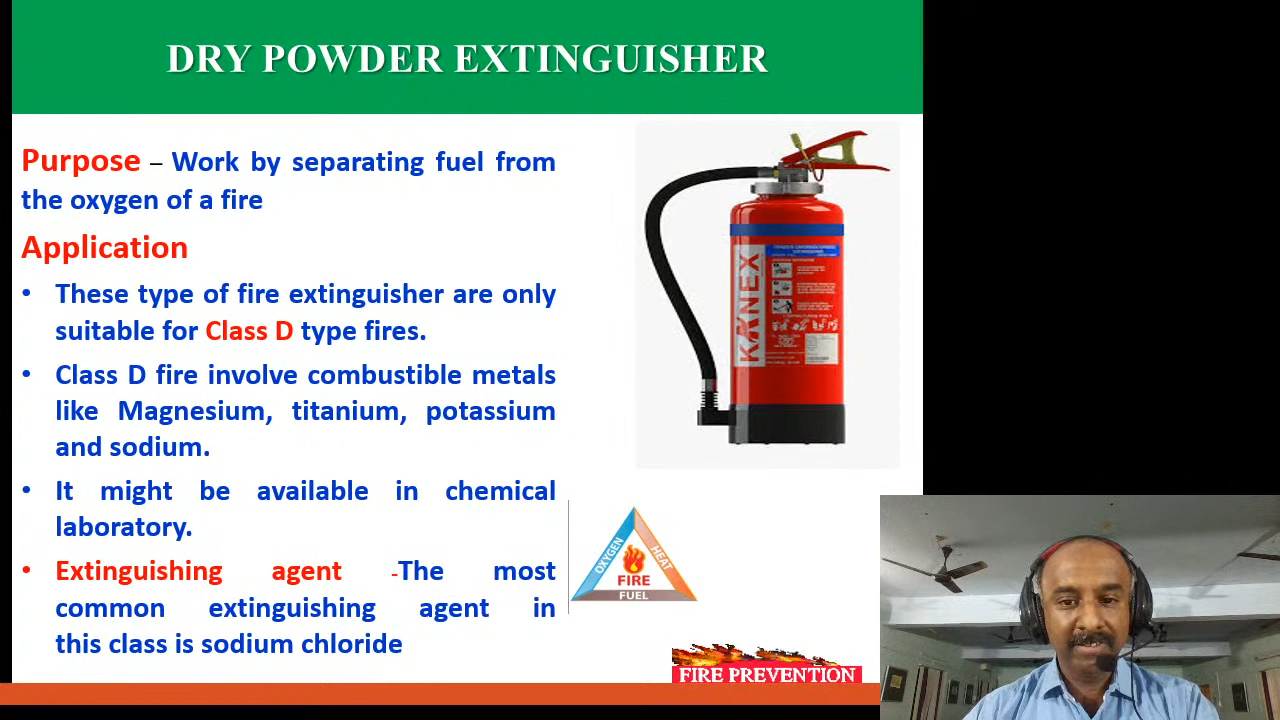 DRY POWDER EXTINGUISHER
Purpose – Work by separating fuel from
the oxygen of a fire
Application
• These type of fire extinguisher are only
suitable for Class D type fires.
• Class D fire involve combustible metals
like Magnesium, titanium, potassium
and sodium.
• It might be available in chemical
laboratory.
• Extinguishing agent -The most
common extinguishing agent in
this class is sodium chloride
KANEX
OXYGEN
HEAT
FIRE
FUEL
FIRE PREVENTION